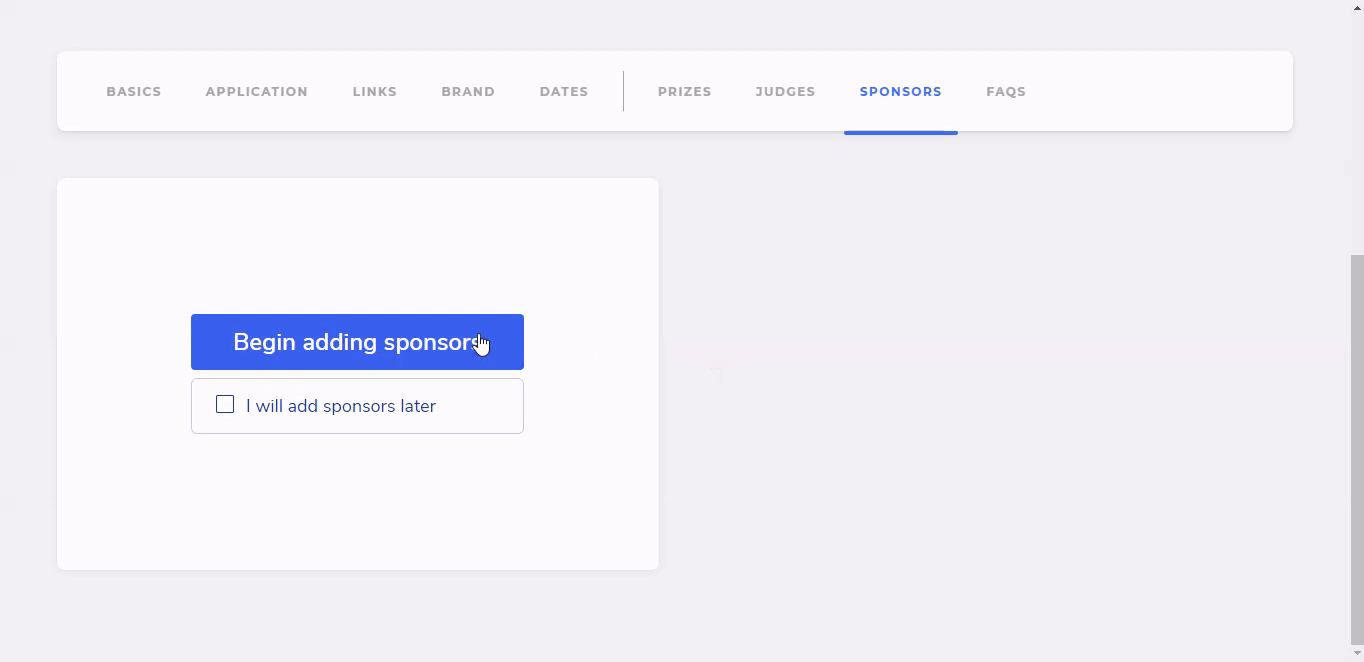 BASICS APPLICATION LINKS BRAND DATES PRIZES JUDGES SPONSORS FAQS
Begin adding sponsors
I will add sponsors later